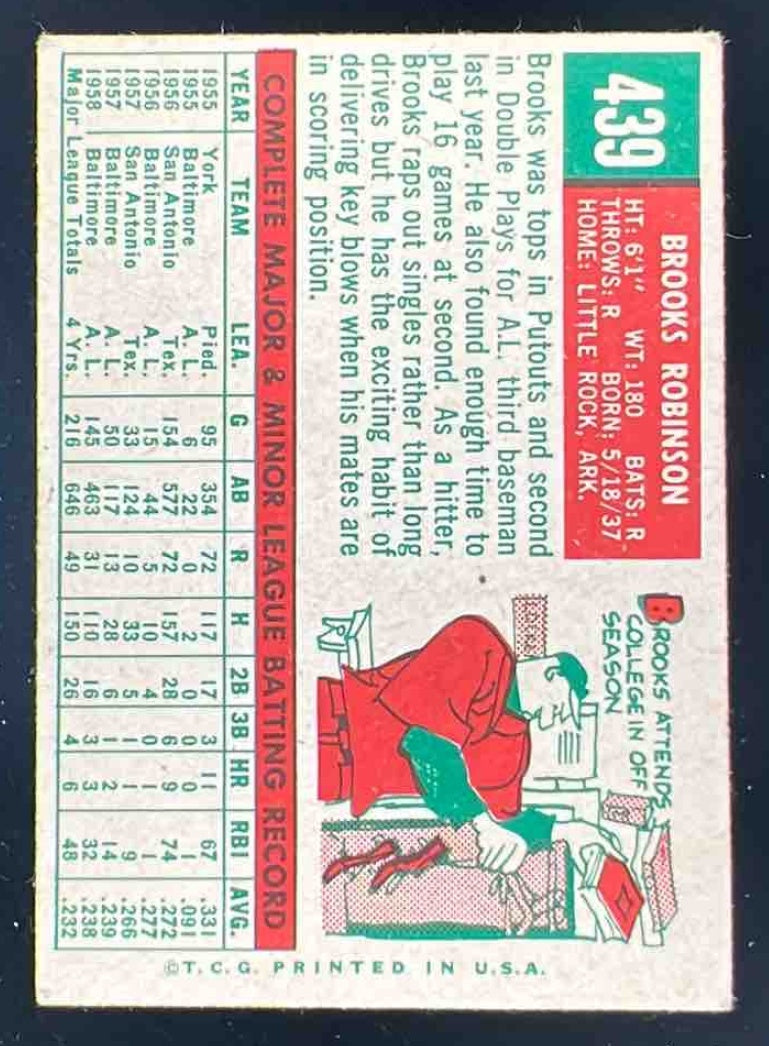 439
BROOKS ROBINSON
HT: 6'1" WT: 180 BATS: R
THROWS: R BORN: 5/18/37
HOME: LITTLE ROCK, ARK.
Brooks was tops in Putouts and second
in Double Plays for A.L. third baseman
last year. He also found enough time to
play 16 games at second. As a hitter,
Brooks raps out singles rather than long
drives but he has the exciting habit of
delivering key blows when his mates are
in scoring position.
BROOKS ATTENDS
COLLEGE IN OFF
SEASON
COMPLETE MAJOR & MINOR LEAGUE BATTING RECORD
YEAR TEAM LEA. G AB R H 2B 3B HR RBI AVG.
1955 York Pied. 95 354 72 117 17 3 11 67 .331
1955 Baltimore A. L. 6 22 0 2 0 0 0 1 .091
1956 San Antonio Tex. 154 577 72 157 28 6 9 74 .272
1956 Baltimore A. L. 15 44 5 10 4 0 1 1 .277
1957 San Antonio Tex. 33 124 10 33 5 1 1 9 .266
1957 Baltimore A. L. 50 117 13 28 6 1 2 14 .239
1958 Baltimore A. L. 145 463 31 110 16 3 3 32 .238
Major League Totals 4 Yrs. 216 646 49 150 26 4 6 48 .232
©T.C.G. PRINTED IN U.S.A.